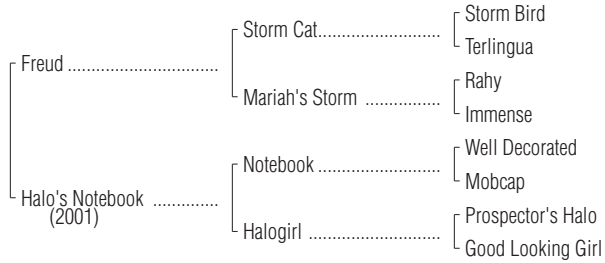 Storm Bird
Storm Cat..........................
Terlingua
Freud ................................
Rahy
Mariah's Storm ................
Immense
Well Decorated
Notebook ..........................
Mobcap
Halo's Notebook ..............
(2001)
Prospector's Halo
Halogirl ............................
Good Looking Girl